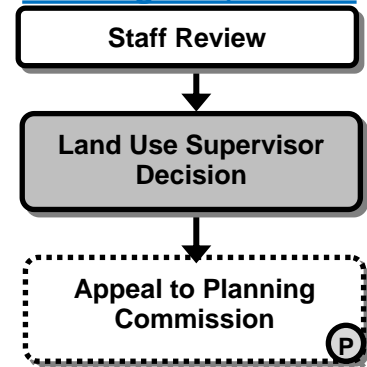 Staff Review
Land Use Supervisor
Decision
Appeal to Planning
Commission
P